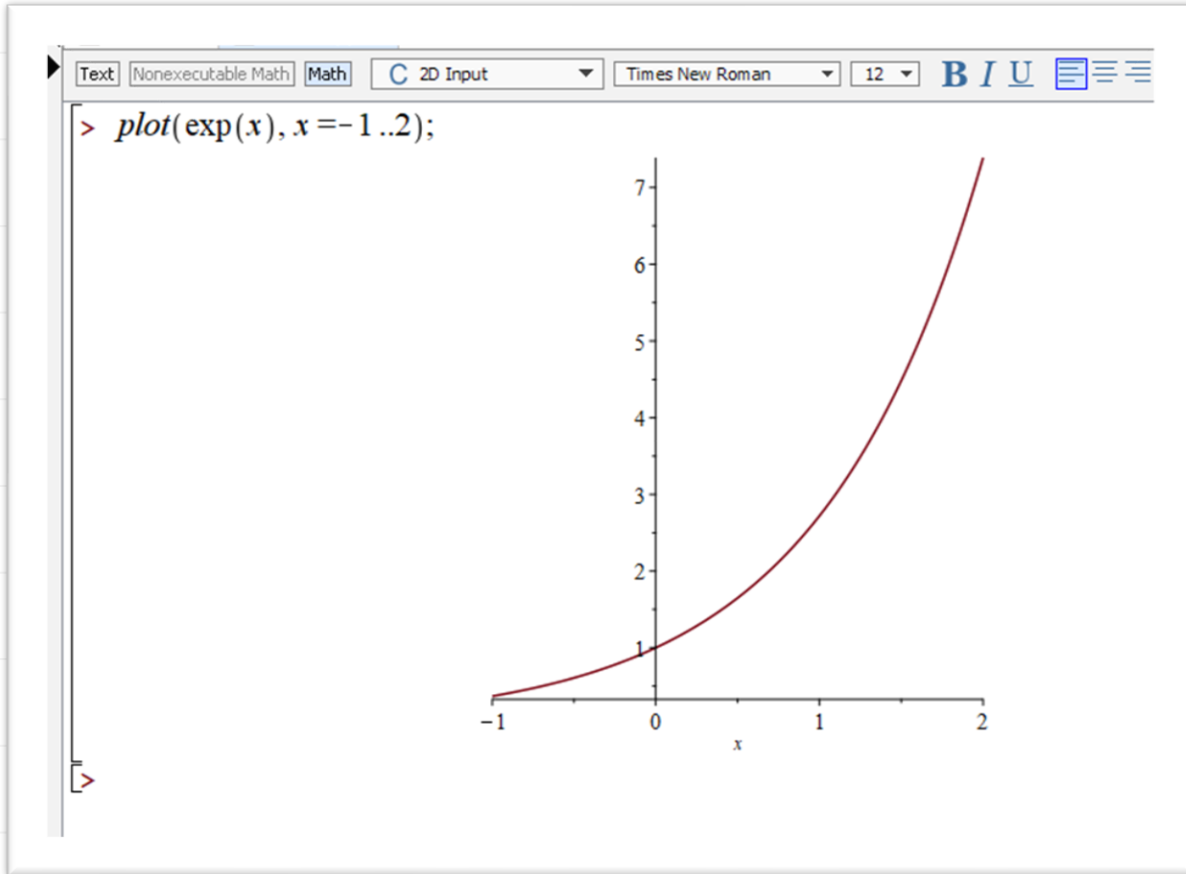 Text Nonexecutable Math Math C 2D Input Times New Roman 12 B I U
> plot(exp(x), x =-1..2);
7
6
5
4
3
2
1
-1 0 1 2
x
>